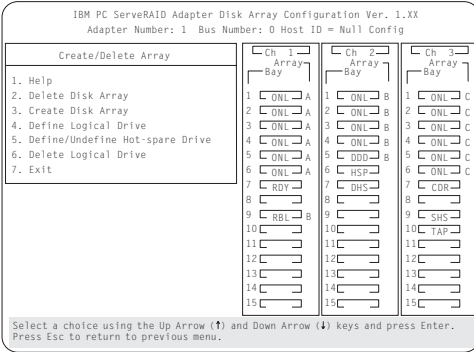 IBM PC ServeRAID Adapter Disk Array Configuration Ver. 1.XX
Adapter Number: 1 Bus Number: 0 Host ID = Null Config
Create/Delete Array
1. Help
2. Delete Disk Array
3. Create Disk Array
4. Define Logical Drive
5. Define/Undefine Hot-spare Drive
6. Delete Logical Drive
7. Exit
Ch 1 Ch 2 Ch 3
Array Array Array
Bay Bay Bay
1 ONL A 1 ONL B 1 ONL C
2 ONL A 2 ONL B 2 ONL C
3 ONL A 3 ONL B 3 ONL C
4 ONL A 4 ONL B 4 ONL C
5 ONL A 5 DDD B 5 ONL C
6 ONL A 6 HSP 6 ONL C
7 RDY 7 DHS 7 CDR
8 8 8
9 RBL B 9 9 SHS
10 10 10 TAP
11 11 11
12 12 12
13 13 13
14 14 14
15 15 15
Select a choice using the Up Arrow (↑) and Down Arrow (↓) keys and press Enter.
Press Esc to return to previous menu.